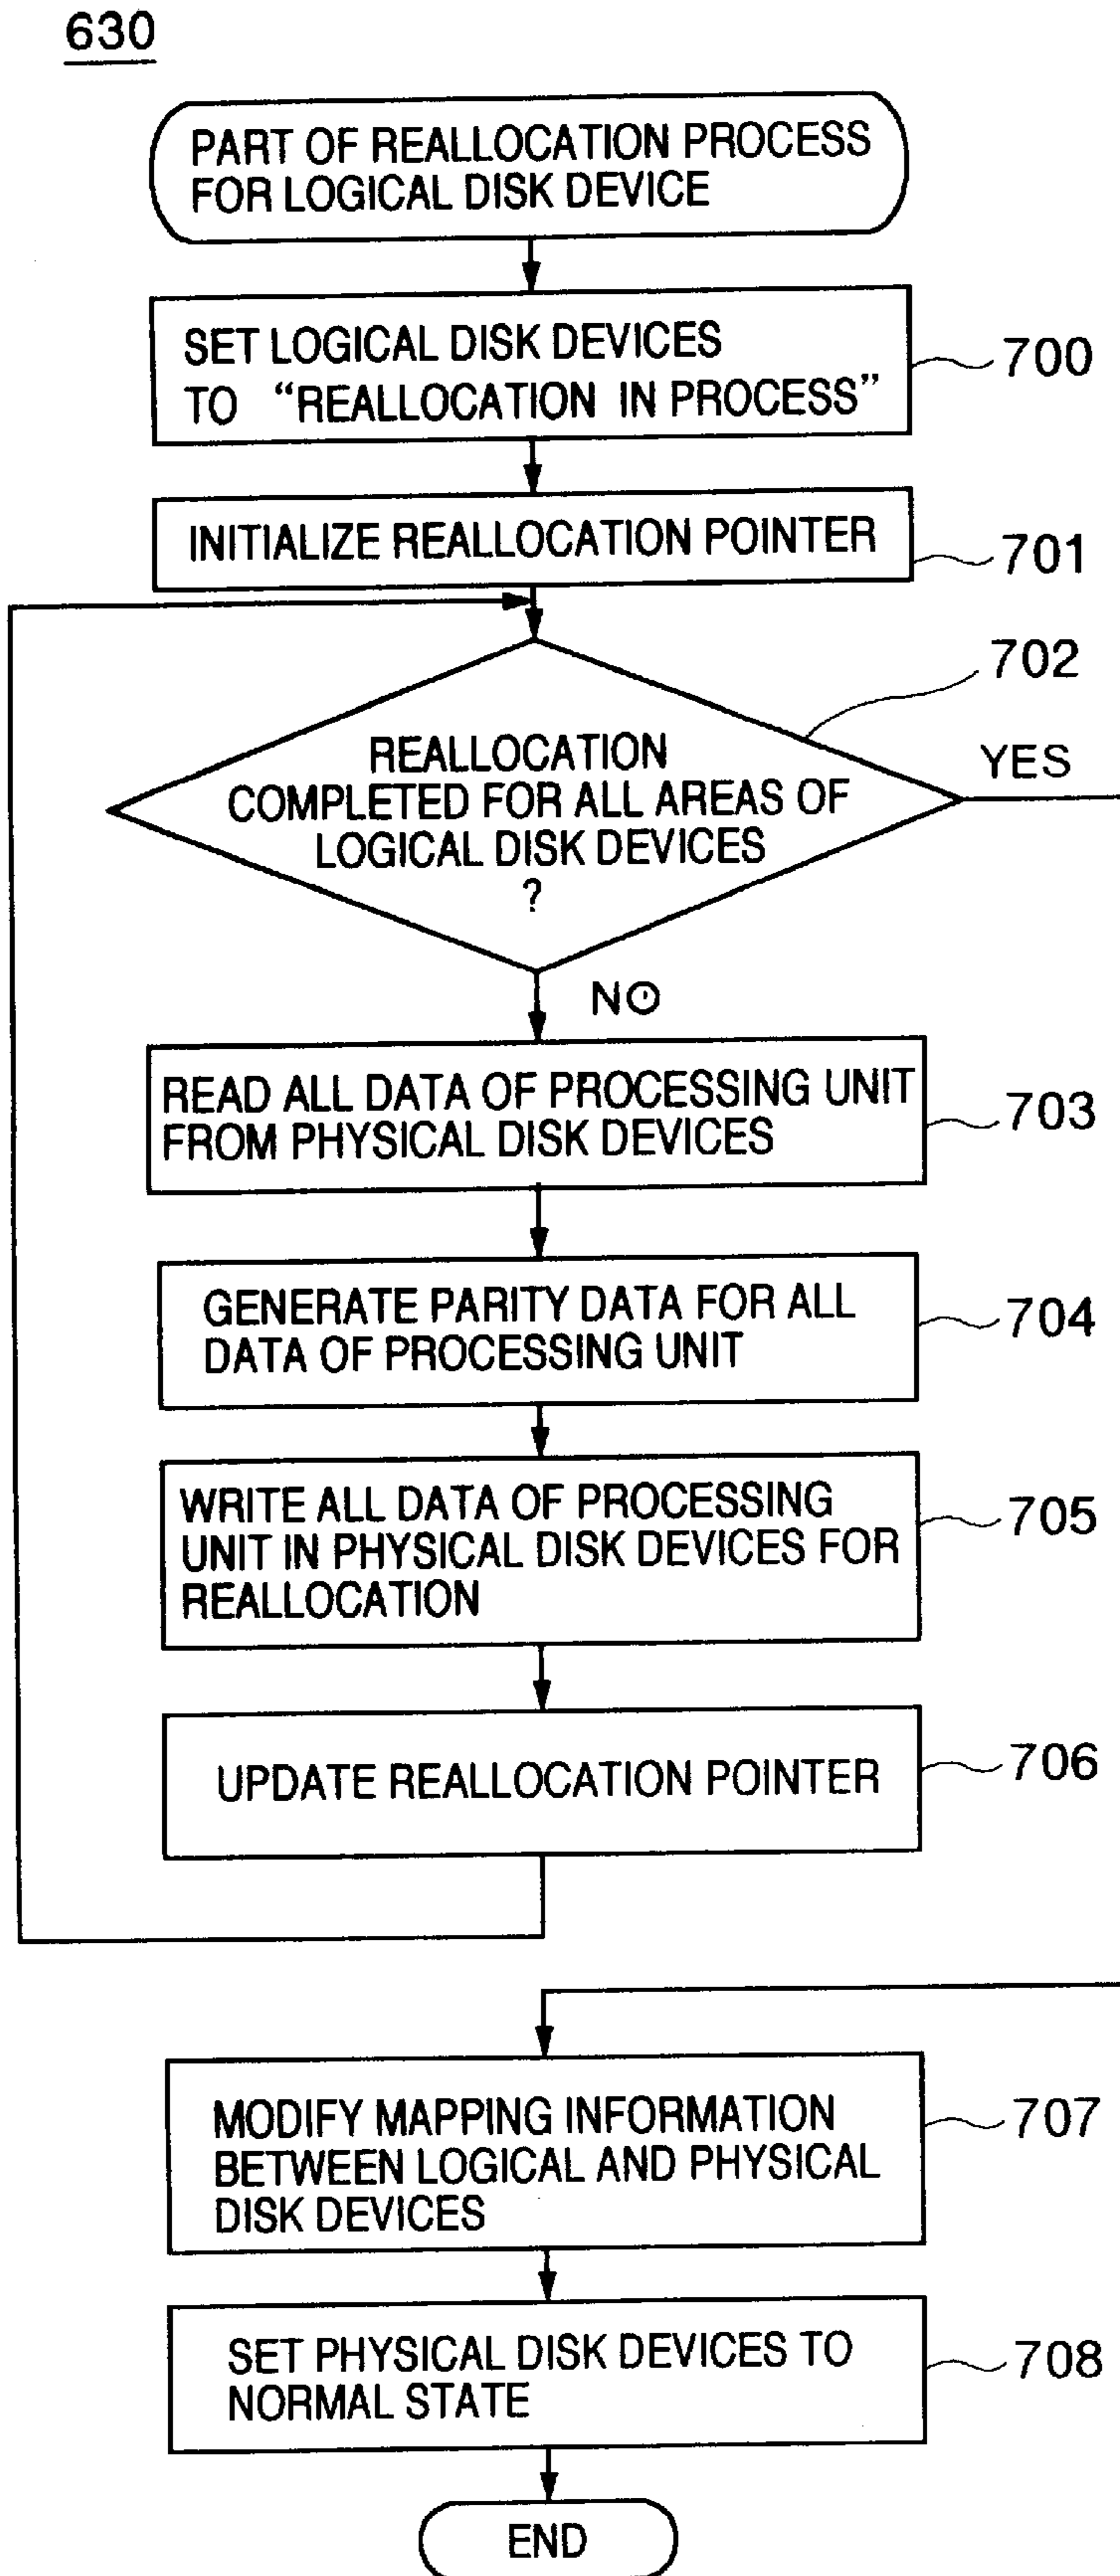 630
PART OF REALLOCATION PROCESS
FOR LOGICAL DISK DEVICE
SET LOGICAL DISK DEVICES
TO “REALLOCATION IN PROCESS”
700
INITIALIZE REALLOCATION POINTER
701
702
REALLOCATION
COMPLETED FOR ALL AREAS OF
LOGICAL DISK DEVICES
?
YES
NO
READ ALL DATA OF PROCESSING UNIT
FROM PHYSICAL DISK DEVICES
703
GENERATE PARITY DATA FOR ALL
DATA OF PROCESSING UNIT
704
WRITE ALL DATA OF PROCESSING
UNIT IN PHYSICAL DISK DEVICES FOR
REALLOCATION
705
UPDATE REALLOCATION POINTER
706
MODIFY MAPPING INFORMATION
BETWEEN LOGICAL AND PHYSICAL
DISK DEVICES
707
SET PHYSICAL DISK DEVICES TO
NORMAL STATE
708
END